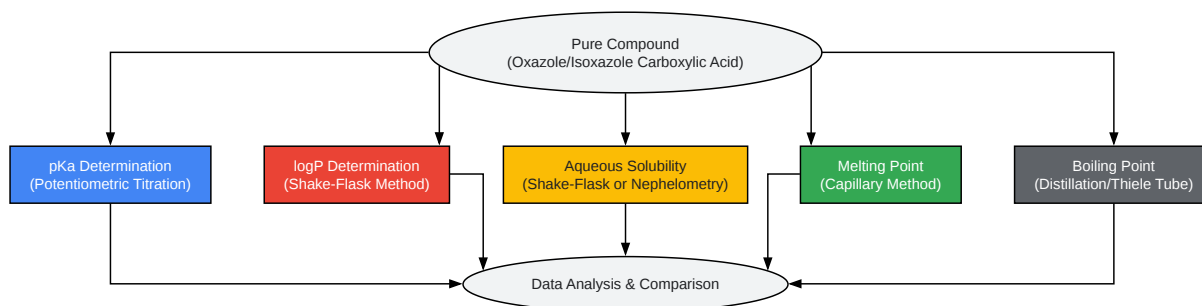 Pure Compound
(Oxazole/Isoxazole Carboxylic Acid)
pKa Determination
(Potentiometric Titration)
logP Determination
(Shake-Flask Method)
Aqueous Solubility
(Shake-Flask or Nephelometry)
Melting Point
(Capillary Method)
Boiling Point
(Distillation/Thiele Tube)
Data Analysis & Comparison